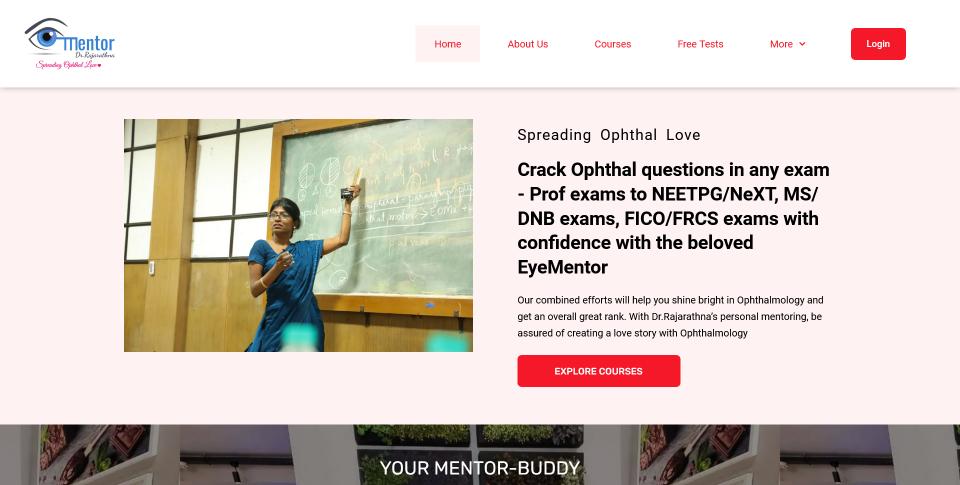 mentor
Dr.Rajarathna
Spreading Ophthal Love
Home
About Us
Courses
Free Tests
More
Login
Spreading Ophthal Love
Crack Ophthal questions in any exam
- Prof exams to NEETPG/NeXT, MS/
DNB exams, FICO/FRCS exams with
confidence with the beloved
EyeMentor
Our combined efforts will help you shine bright in Ophthalmology and
get an overall great rank. With Dr.Rajarathna's personal mentoring, be
assured of creating a love story with Ophthalmology
EXPLORE COURSES
YOUR MENTOR-BUDDY